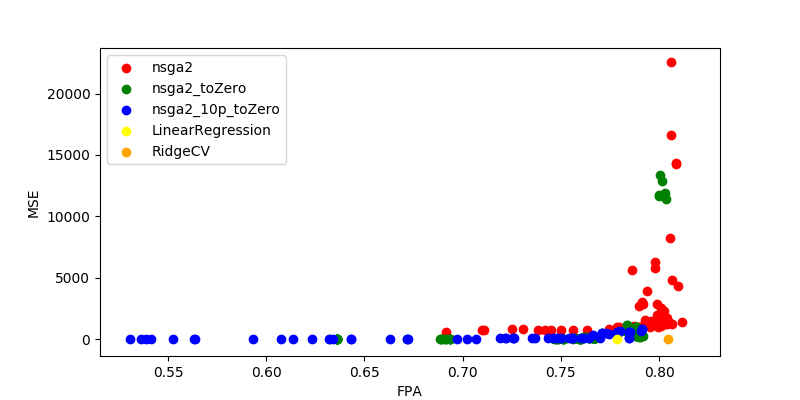 nsga2
nsga2_toZero
nsga2_10p_toZero
LinearRegression
RidgeCV
20000
15000
10000
5000
0
MSE
0.55 0.60 0.65 0.70 0.75 0.80
FPA